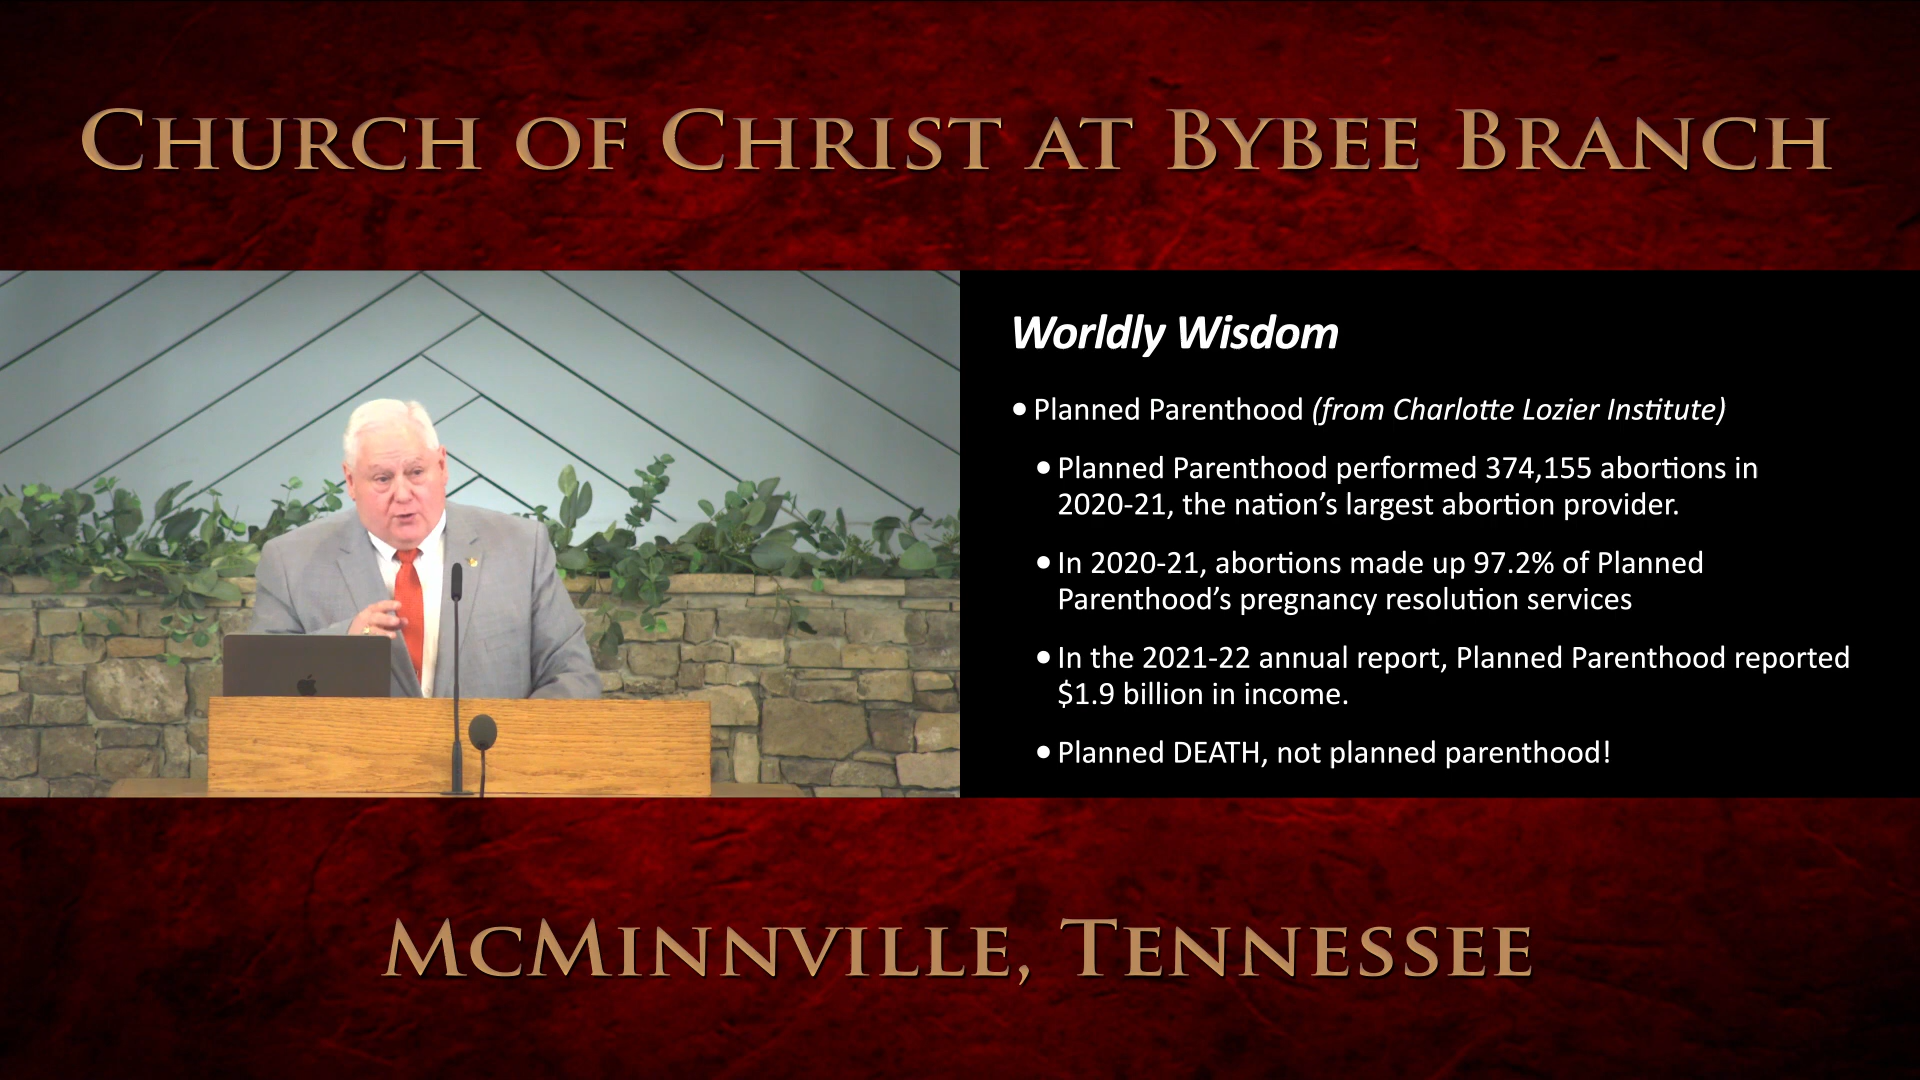 CHURCH OF CHRIST AT BYBEE BRANCH
Worldly Wisdom
• Planned Parenthood (from Charlotte Lozier Institute)
• Planned Parenthood performed 374,155 abortions in
2020-21, the nation’s largest abortion provider.
• In 2020-21, abortions made up 97.2% of Planned
Parenthood’s pregnancy resolution services
• In the 2021-22 annual report, Planned Parenthood reported
$1.9 billion in income.
• Planned DEATH, not planned parenthood!
MCMINNVILLE, TENNESSEE